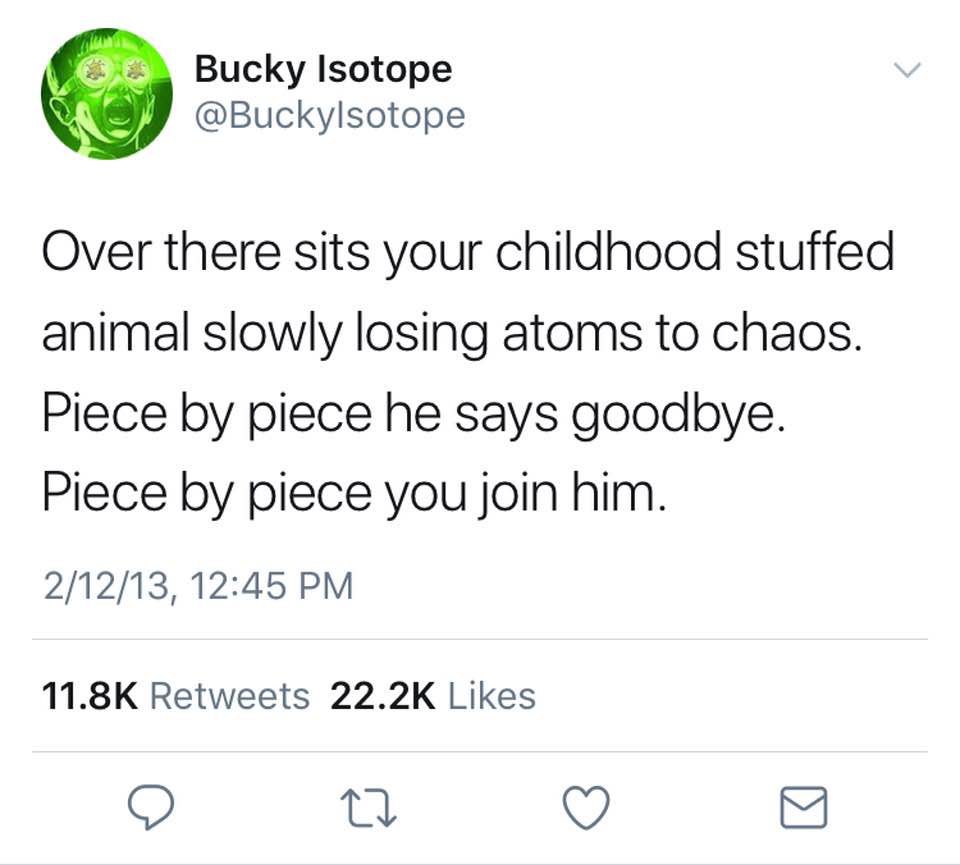 Bucky Isotope
@BuckyIsotope
Over there sits your childhood stuffed
animal slowly losing atoms to chaos.
Piece by piece he says goodbye.
Piece by piece you join him.
2/12/13, 12:45 PM
11.8K Retweets 22.2K Likes